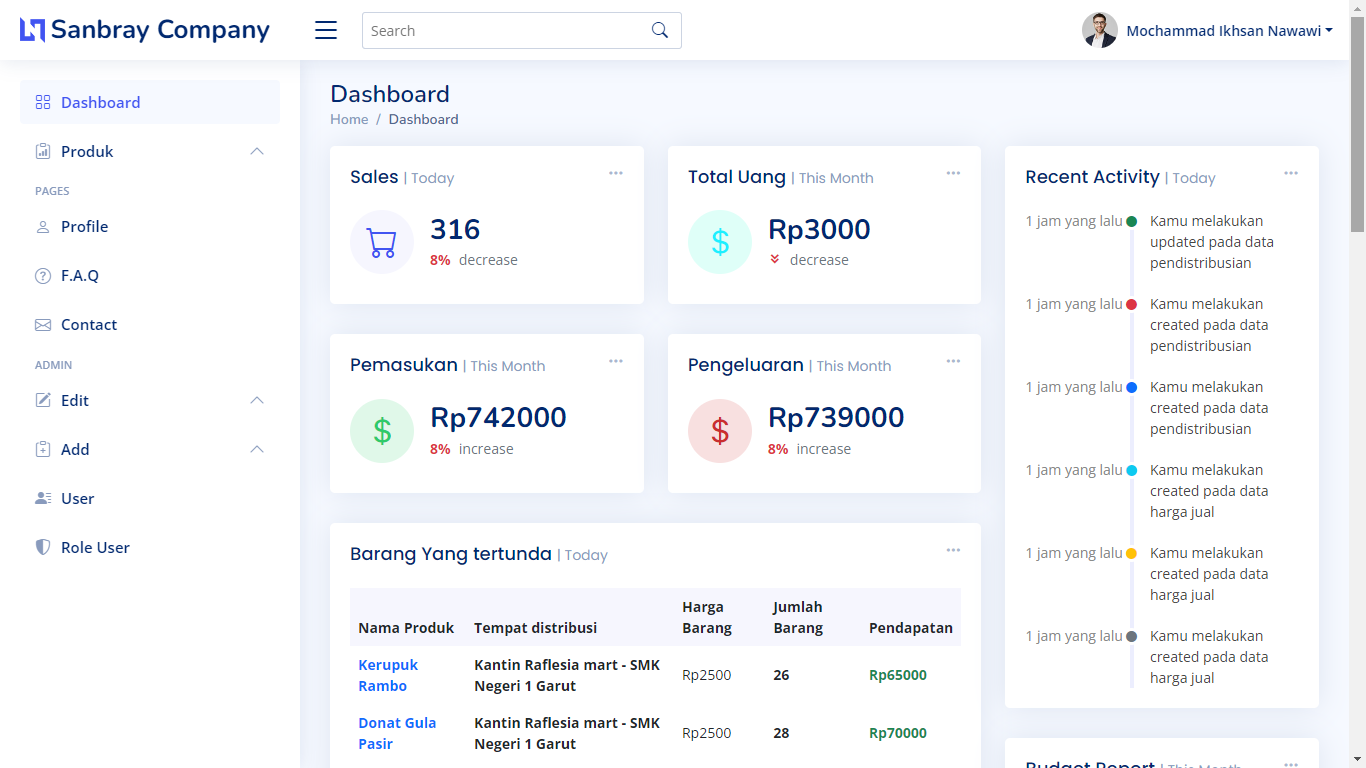 Sanbray Company
Search
Mochammad Ikhsan Nawawi
Dashboard
Produk
PAGES
Profile
F.A.Q
Contact
ADMIN
Edit
Add
User
Role User
Dashboard
Home / Dashboard
Sales | Today
316
8% decrease
Total Uang | This Month
Rp3000
decrease
Pemasukan | This Month
Rp742000
8% increase
Pengeluaran | This Month
Rp739000
8% increase
Barang Yang tertunda | Today
Nama Produk Tempat distribusi Harga Barang Jumlah Barang Pendapatan
Kerupuk Rambo Kantin Raflesia mart - SMK Negeri 1 Garut Rp2500 26 Rp65000
Donat Gula Pasir Kantin Raflesia mart - SMK Negeri 1 Garut Rp2500 28 Rp70000
Recent Activity | Today
1 jam yang lalu Kamu melakukan
updated pada data
pendistribusian
1 jam yang lalu Kamu melakukan
created pada data
pendistribusian
1 jam yang lalu Kamu melakukan
created pada data
pendistribusian
1 jam yang lalu Kamu melakukan
created pada data
harga jual
1 jam yang lalu Kamu melakukan
created pada data
harga jual
1 jam yang lalu Kamu melakukan
created pada data
harga jual
Budget Report | This Month